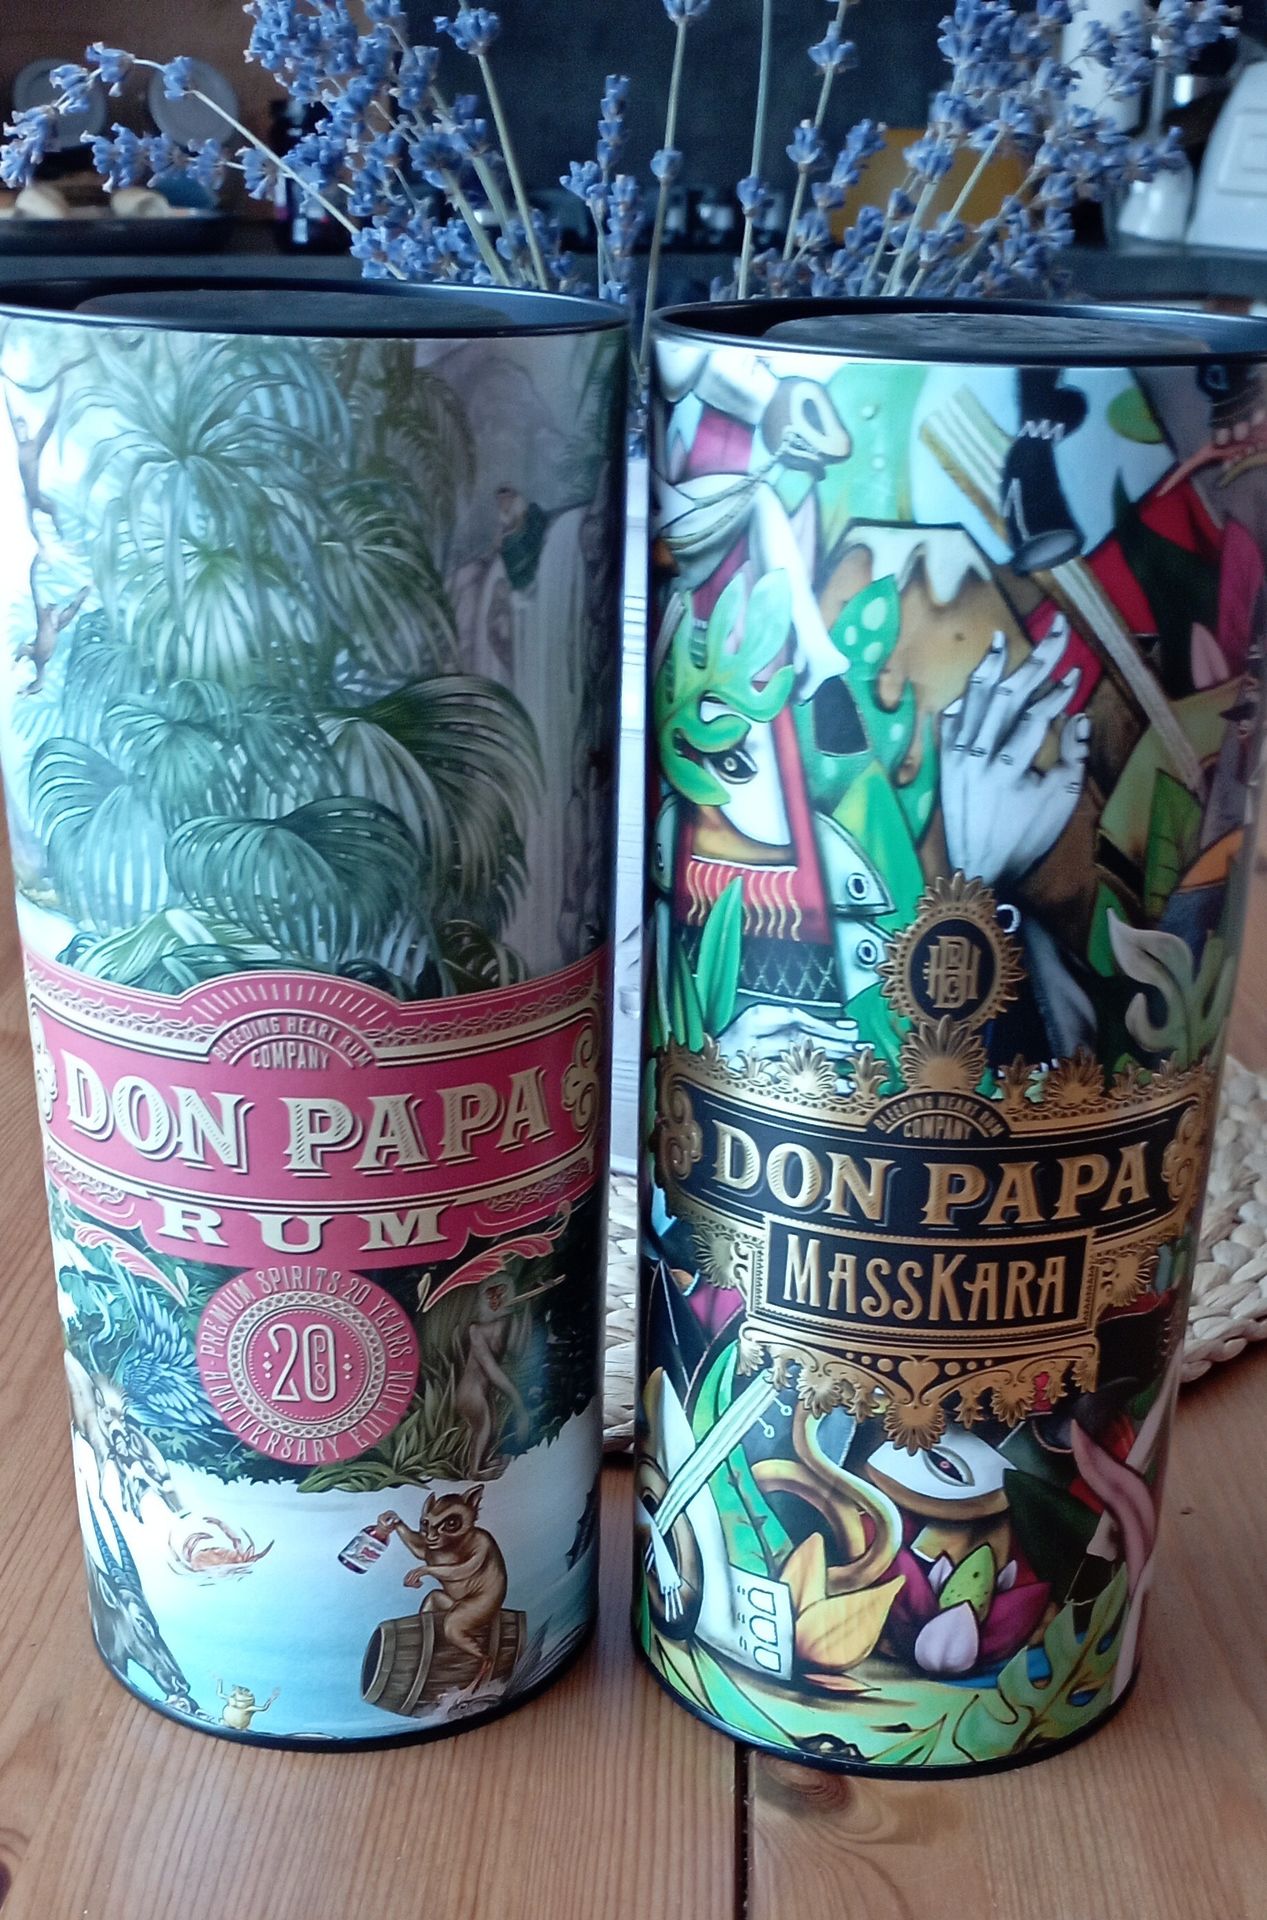 BLEEDING HEART RUM
COMPANY
DON PAPA
RUM
PREMIUM SPIRITS 20 YEARS
20
PS
ANNIVERSARY EDITION
BLEEDING HEART RUM
COMPANY
DON PAPA
MASSKARA